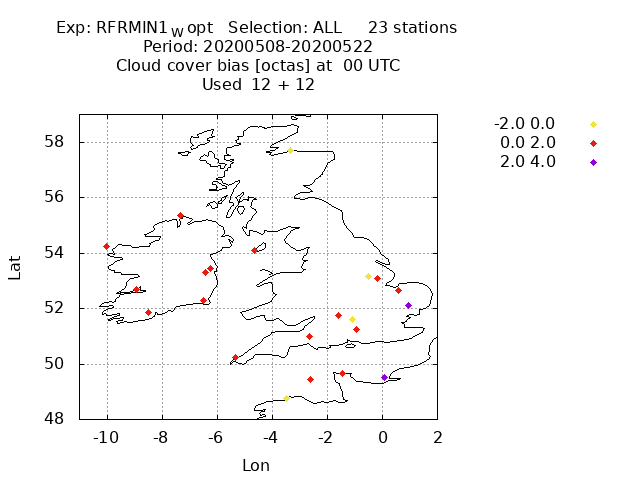 Exp: RFRMIN1_W opt Selection: ALL 23 stations
Period: 20200508-20200522
Cloud cover bias [octas] at 00 UTC
Used 12 + 12
-2.0 0.0
0.0 2.0
2.0 4.0
58
56
54
52
50
48
Lat
-10 -8 -6 -4 -2 0 2
Lon